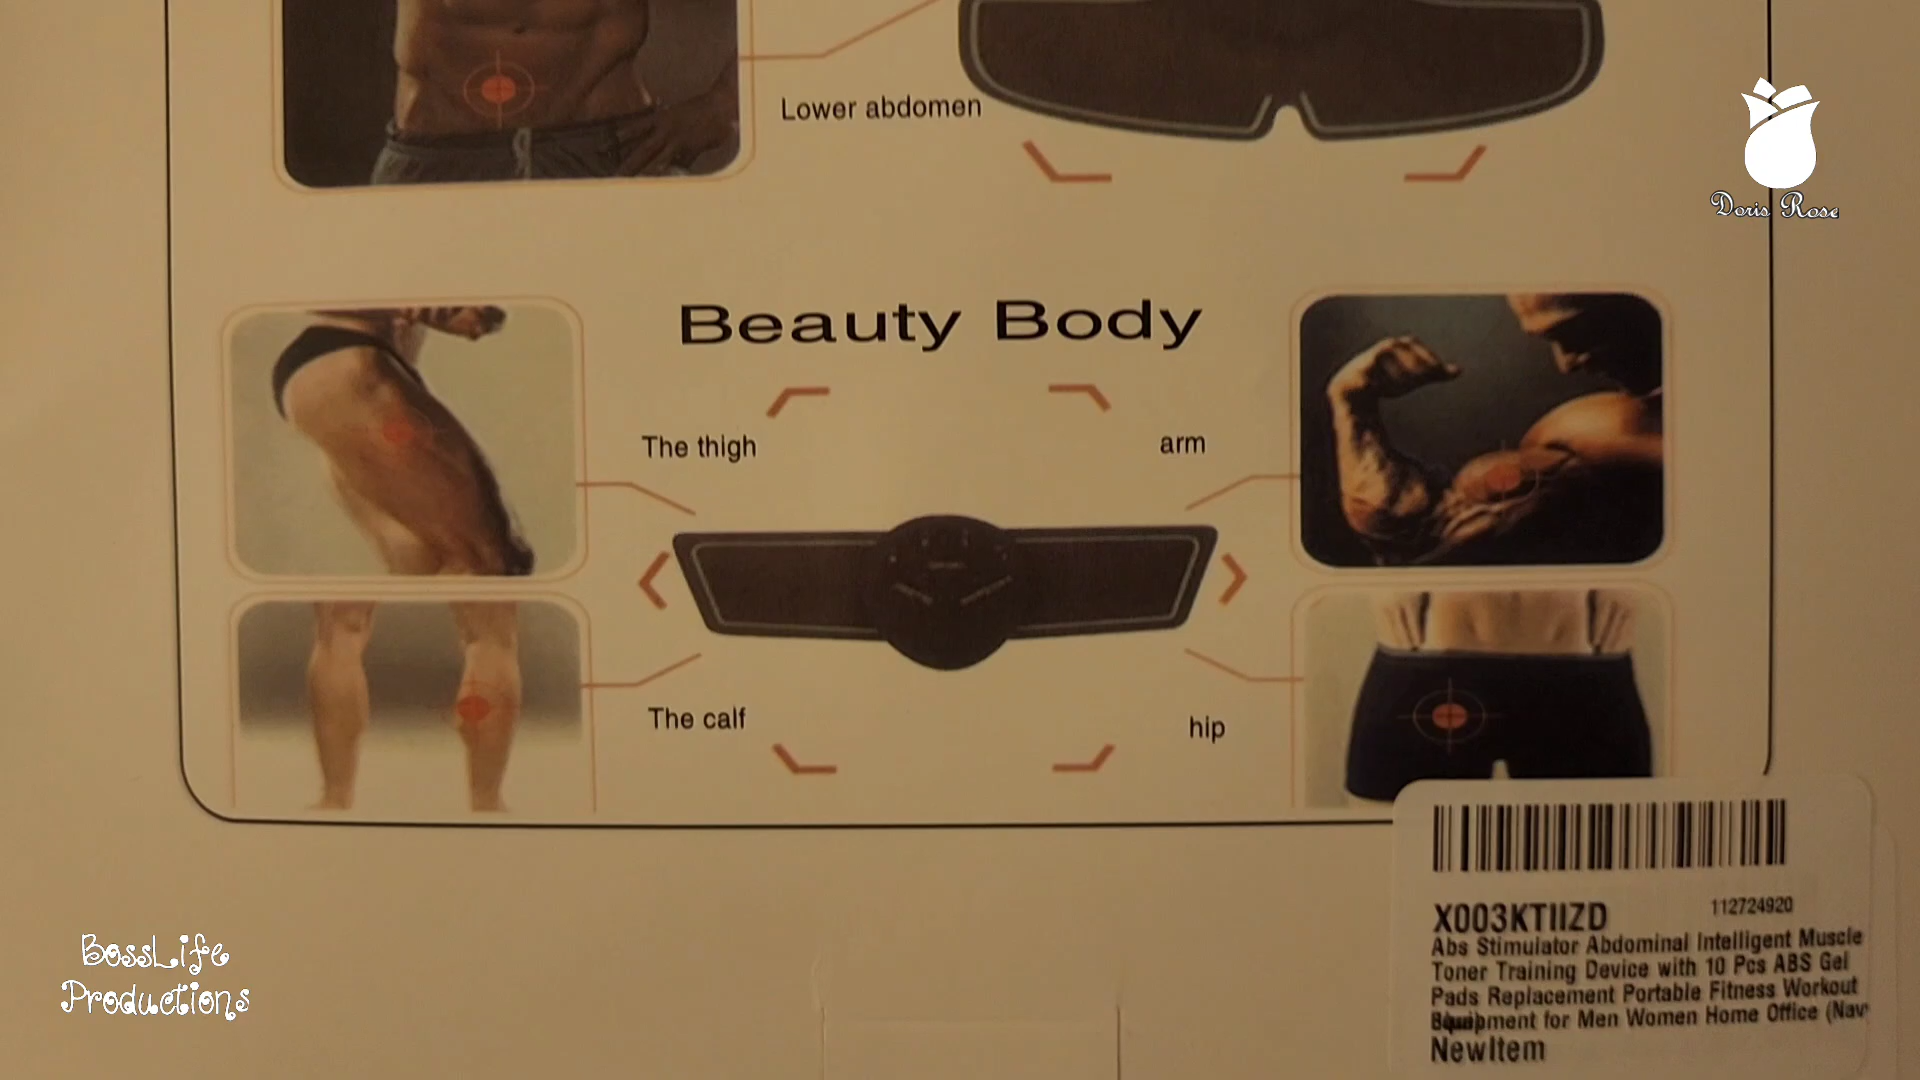 Lower abdomen
Doris Rose
Beauty Body
The thigh
arm
The calf
hip
X003KTIIZD
112724920
Abs Stimulator Abdominal Intelligent Muscle
Toner Training Device with 10 Pcs ABS Gel
Pads Replacement Portable Fitness Workout
Equipment for Men Women Home Office (Nav
NewItem
BossLife
Productions